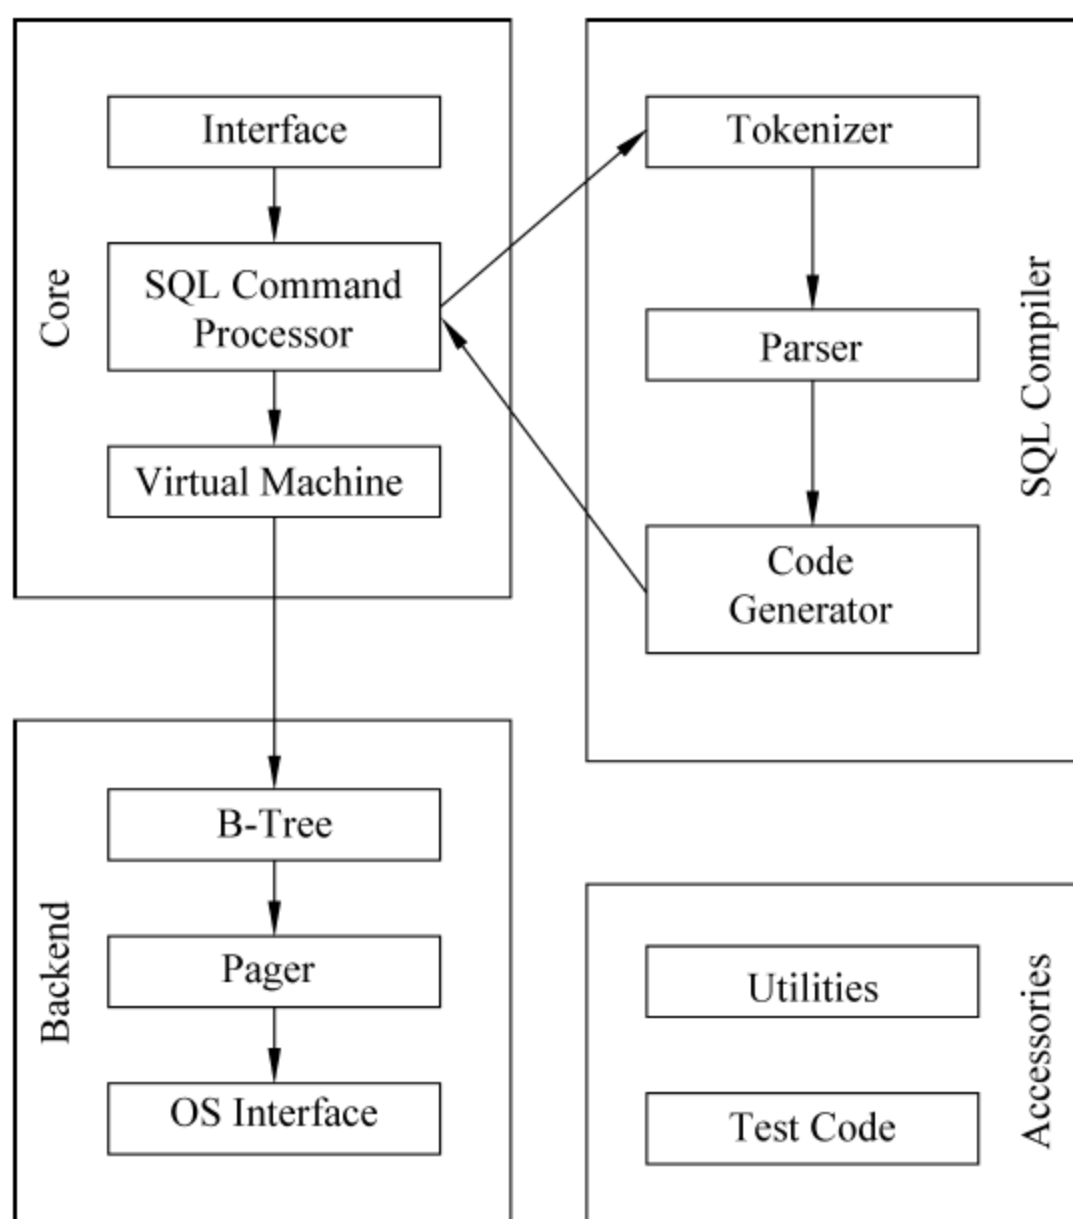 Core
Interface
SQL Command
Processor
Virtual Machine
SQL Compiler
Tokenizer
Parser
Code
Generator
Backend
B-Tree
Pager
OS Interface
Accessories
Utilities
Test Code